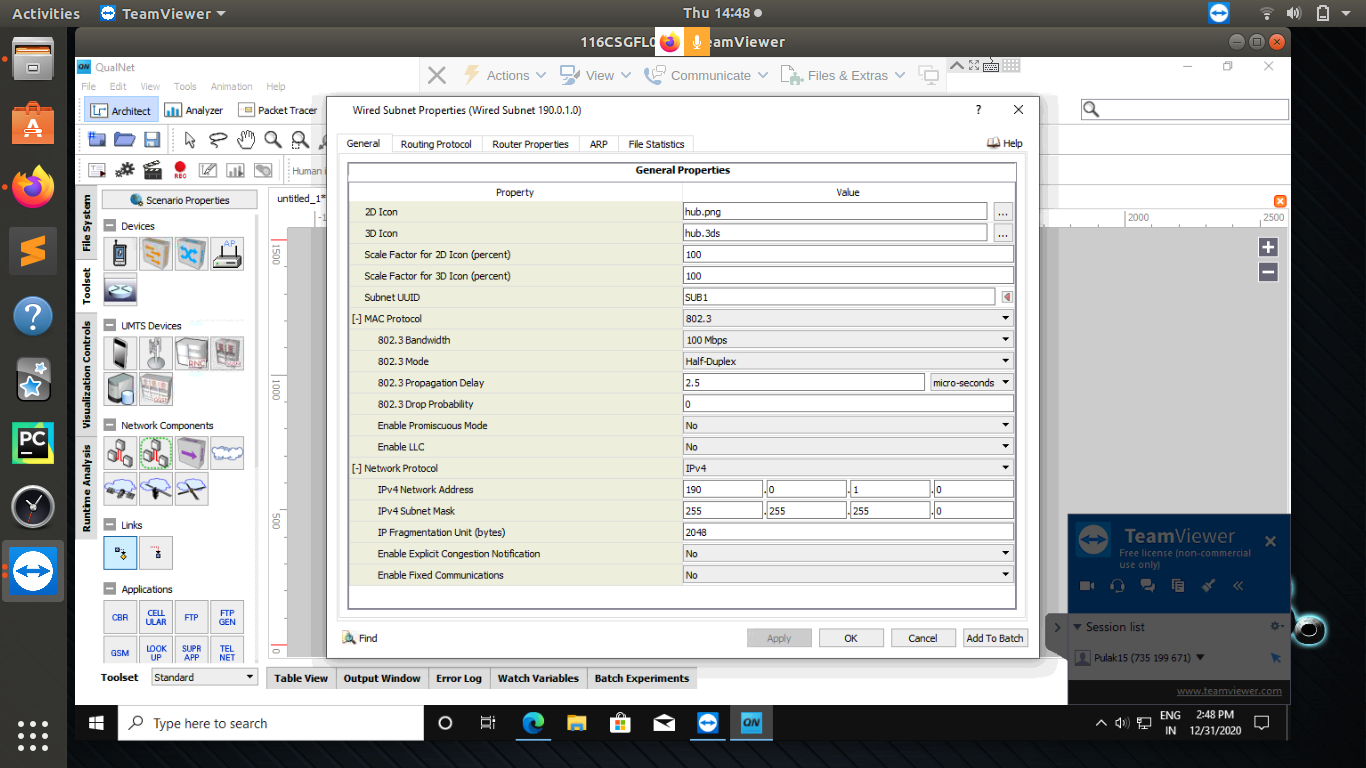 Activities TeamViewer Thu 14:48
116CSGFL0 eamViewer
QualNet
File Edit View Tools Animation Help
Actions View Communicate Files & Extras
Architect Analyzer Packet Tracer
REC
Human i
Wired Subnet Properties (Wired Subnet 190.0.1.0) ?
General Routing Protocol Router Properties ARP File Statistics Help
General Properties
Property Value
2D Icon hub.png ...
3D Icon hub.3ds ...
Scale Factor for 2D Icon (percent) 100
Scale Factor for 3D Icon (percent) 100
Subnet UUID SUB1
[-] MAC Protocol 802.3
802.3 Bandwidth 100 Mbps
802.3 Mode Half-Duplex
802.3 Propagation Delay 2.5 micro-seconds
802.3 Drop Probability 0
Enable Promiscuous Mode No
Enable LLC No
[-] Network Protocol IPv4
IPv4 Network Address 190 .0 .1 .0
IPv4 Subnet Mask 255 .255 .255 .0
IP Fragmentation Unit (bytes) 2048
Enable Explicit Congestion Notification No
Enable Fixed Communications No
Find Apply OK Cancel Add To Batch
File System
Toolset
Visualization Controls
Runtime Analysis
Scenario Properties
untitled_1*
Devices
AP
UMTS Devices
RNC
Network Components
Links
Applications
CBR CELL ULAR FTP FTP GEN
GSM LOOK UP SUPR APP TEL NET
Toolset Standard
-1
2000 2500
1500
1000
500
0
Table View Output Window Error Log Watch Variables Batch Experiments
TeamViewer
Free license (non-commercial
use only)
Session list
Pulak15 (735 199 671)
www.teamviewer.com
PC
Type here to search
QN
ENG
IN
2:48 PM
12/31/2020